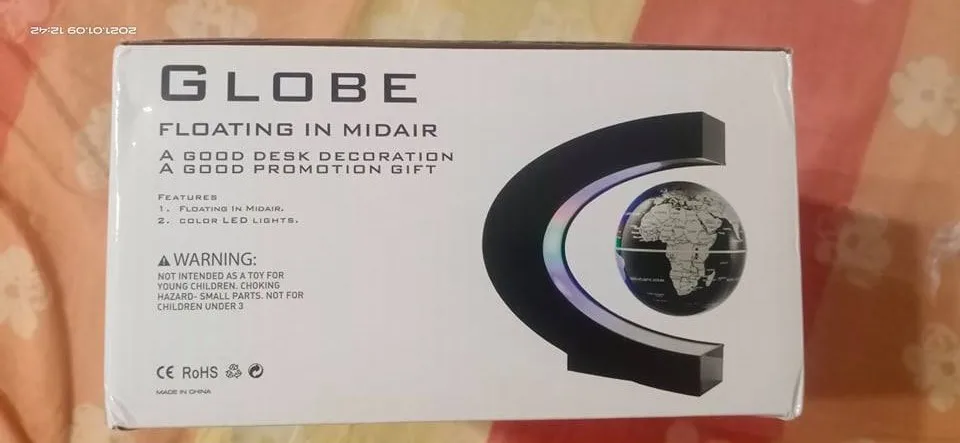 2021.01.09 12:42
GLOBE
FLOATING IN MIDAIR
A GOOD DESK DECORATION
A GOOD PROMOTION GIFT
FEATURES
1. FLOATING IN MIDAIR.
2. COLOR LED LIGHTS.
WARNING:
NOT INTENDED AS A TOY FOR
YOUNG CHILDREN. CHOKING
HAZARD- SMALL PARTS. NOT FOR
CHILDREN UNDER 3
CE RoHS
MADE IN CHINA